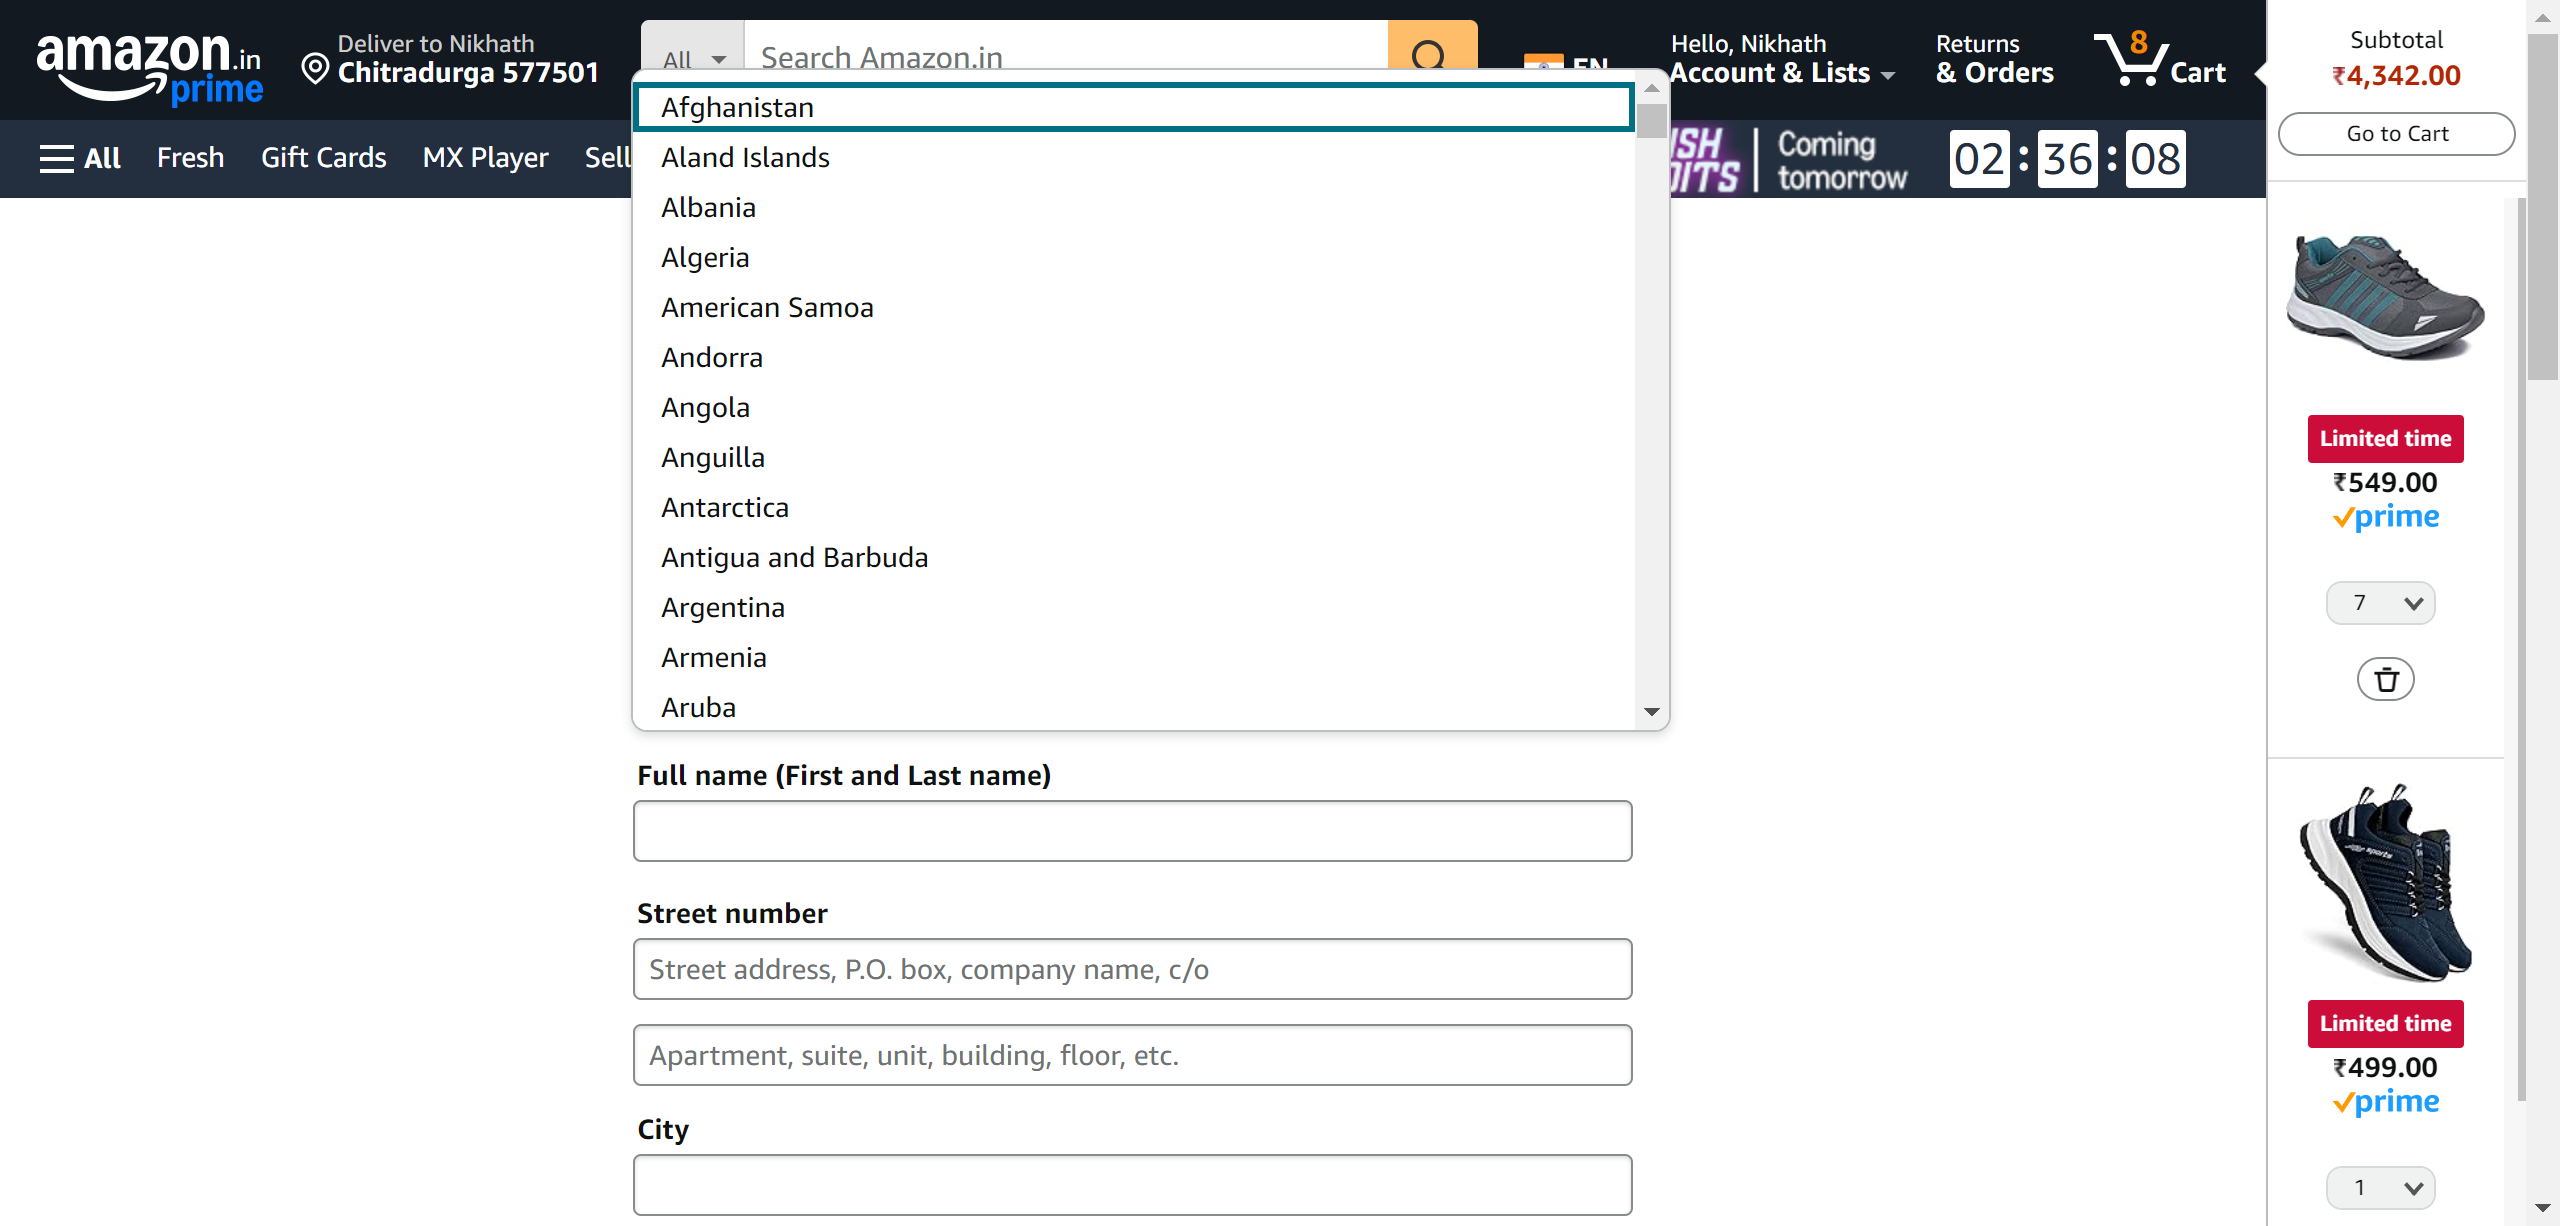 amazon.in
prime
Deliver to Nikhath
Chitradurga 577501
All
Search Amazon.in
EN
Hello, Nikhath
Account & Lists
Returns
& Orders
8
Cart
Subtotal
₹4,342.00
Go to Cart
All
Fresh
Gift Cards
MX Player
Sell
Coming
tomorrow
02 : 36 : 08
Afghanistan
Aland Islands
Albania
Algeria
American Samoa
Andorra
Angola
Anguilla
Antarctica
Antigua and Barbuda
Argentina
Armenia
Aruba
Full name (First and Last name)
Street number
Street address, P.O. box, company name, c/o
Apartment, suite, unit, building, floor, etc.
City
Limited time
₹549.00
prime
7
sports
Limited time
₹499.00
prime
1